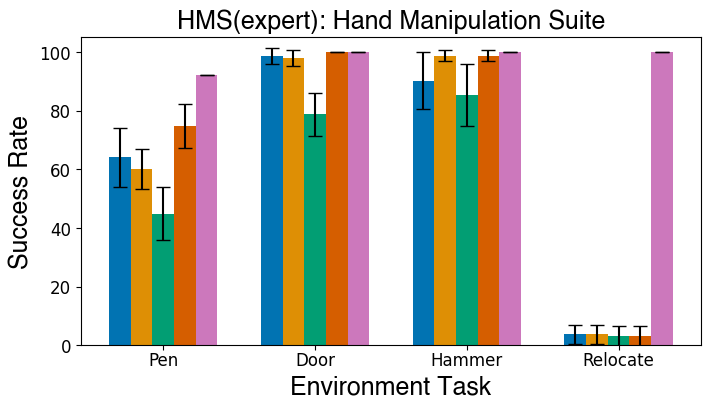 HMS(expert): Hand Manipulation Suite
Success Rate
100
80
60
40
20
0
Pen Door Hammer Relocate
Environment Task